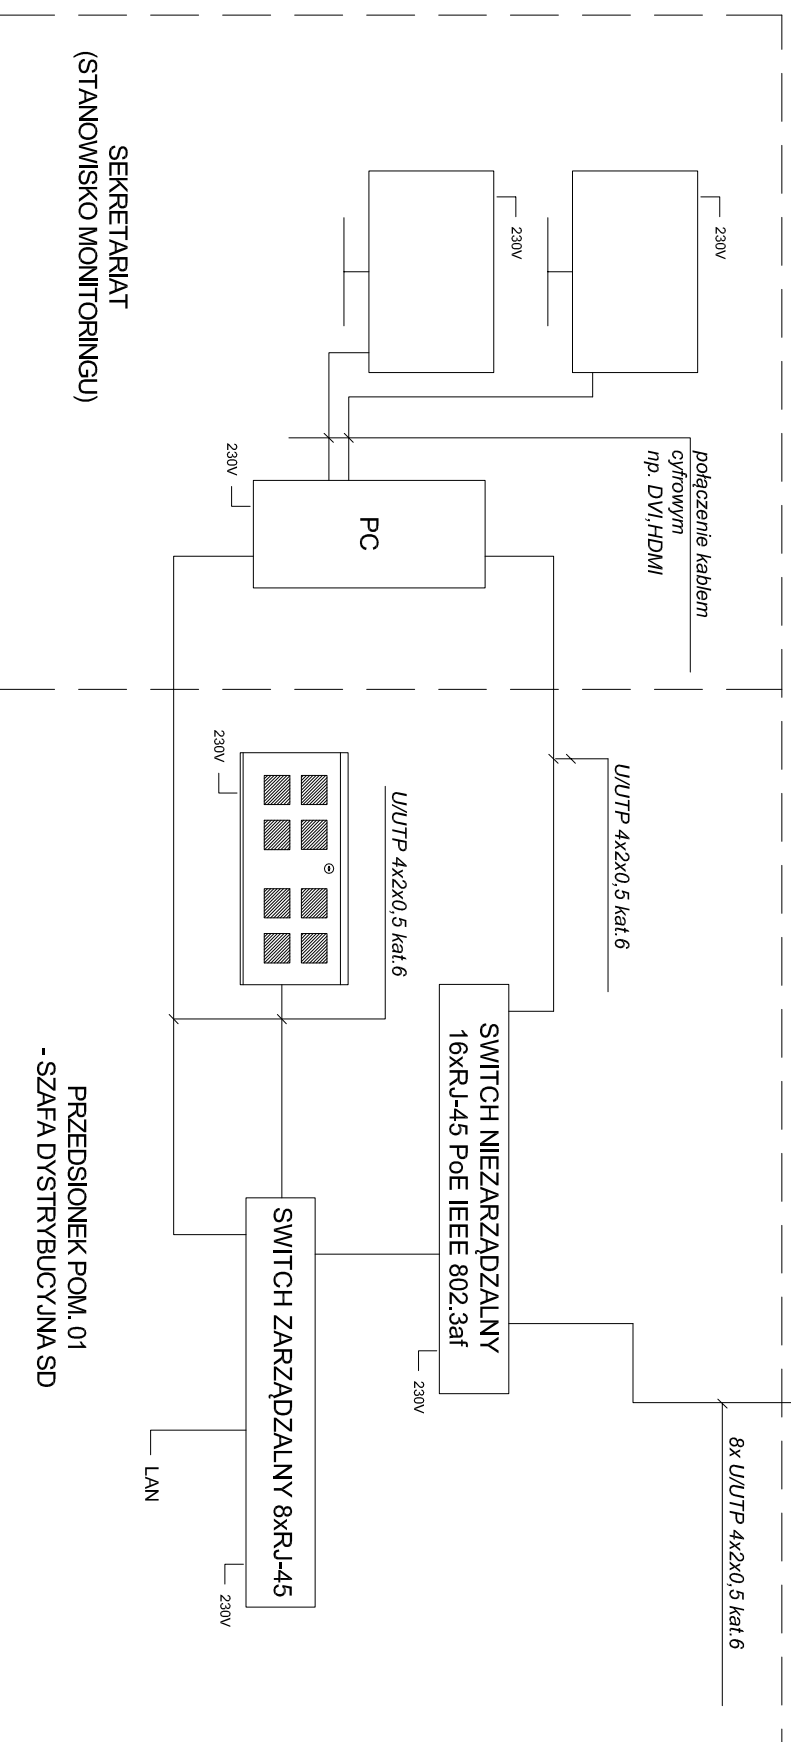 230V
230V
połączenie kablem
cyfrowym
np. DVI,HDMI
SEKRETARIAT
(STANOWISKO MONITORINGU)
PC
230V
U/UTP 4x2x0,5 kat.6
U/UTP 4x2x0,5 kat.6
230V
SWITCH NIEZARZĄDZALNY
16xRJ-45 PoE IEEE 802.3af
230V
8x U/UTP 4x2x0,5 kat.6
SWITCH ZARZĄDZALNY 8xRJ-45
230V
LAN
PRZEDSIONEK POM. 01
- SZAFA DYSTRYBUCYJNA SD